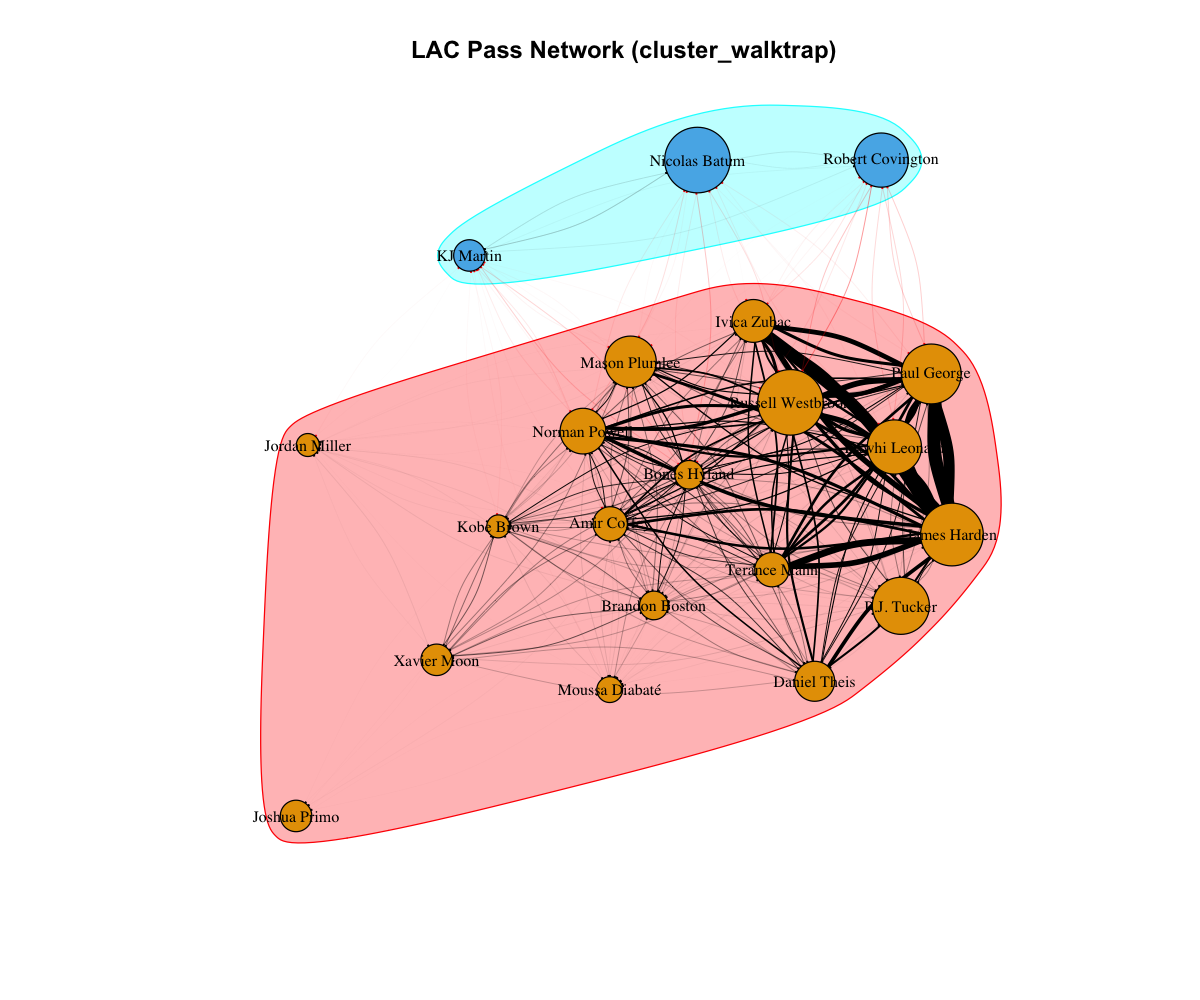 LAC Pass Network (cluster_walktrap)
Nicolas Batum
Robert Covington
KJ Martin
Ivica Zubac
Mason Plumlee
Paul George
Russell Westbrook
Norman Powell
Jordan Miller
Kawhi Leonard
Bones Hyland
Kobe Brown
Amir Coffey
James Harden
Terance Mann
Brandon Boston
P.J. Tucker
Xavier Moon
Moussa Diabaté
Daniel Theis
Joshua Primo